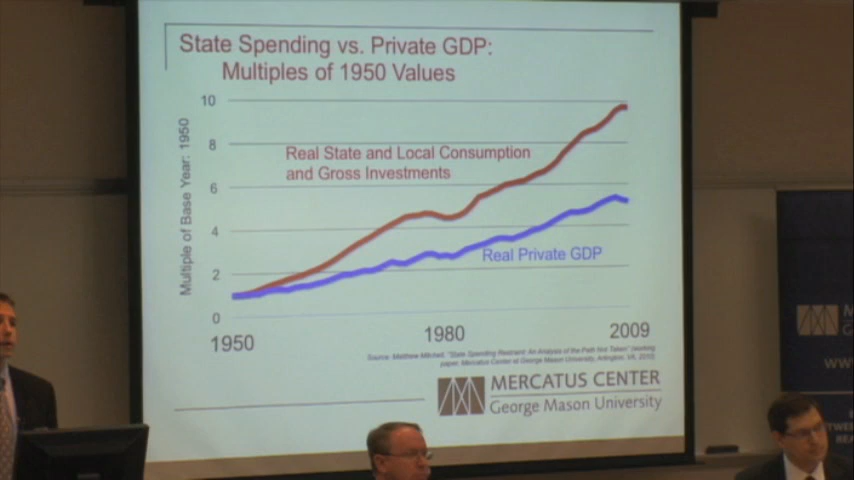 State Spending vs. Private GDP:
Multiples of 1950 Values
Multiple of Base Year: 1950
10
8
6
4
2
0
Real State and Local Consumption
and Gross Investments
Real Private GDP
1950
1980
2009
Source: Matthew Mitchell, "State Spending Restraint: An Analysis of the Path Not Taken" (working
paper, Mercatus Center at George Mason University, Arlington, VA, 2010)
MERCATUS CENTER
George Mason University
M
George
WW